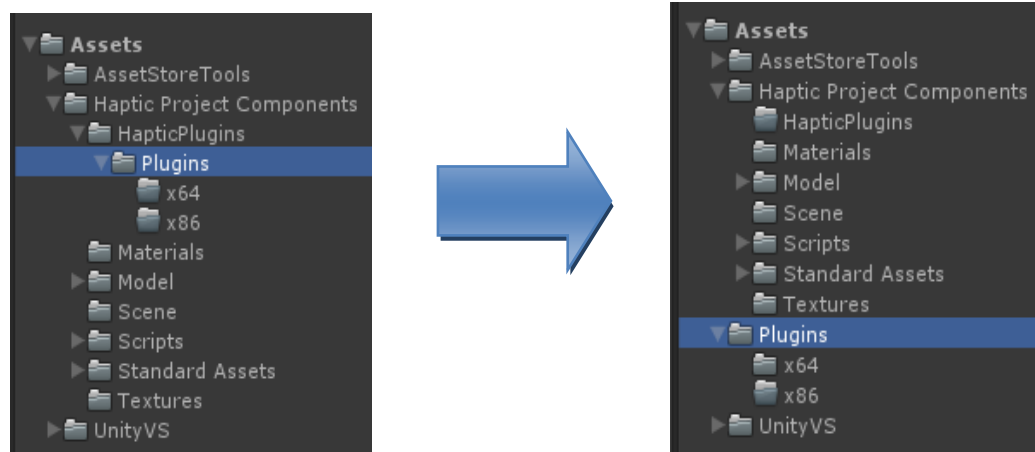 Assets
AssetStoreTools
Haptic Project Components
HapticPlugins
Plugins
x64
x86
Materials
Model
Scene
Scripts
Standard Assets
Textures
UnityVS
Assets
AssetStoreTools
Haptic Project Components
HapticPlugins
Materials
Model
Scene
Scripts
Standard Assets
Textures
Plugins
x64
x86
UnityVS